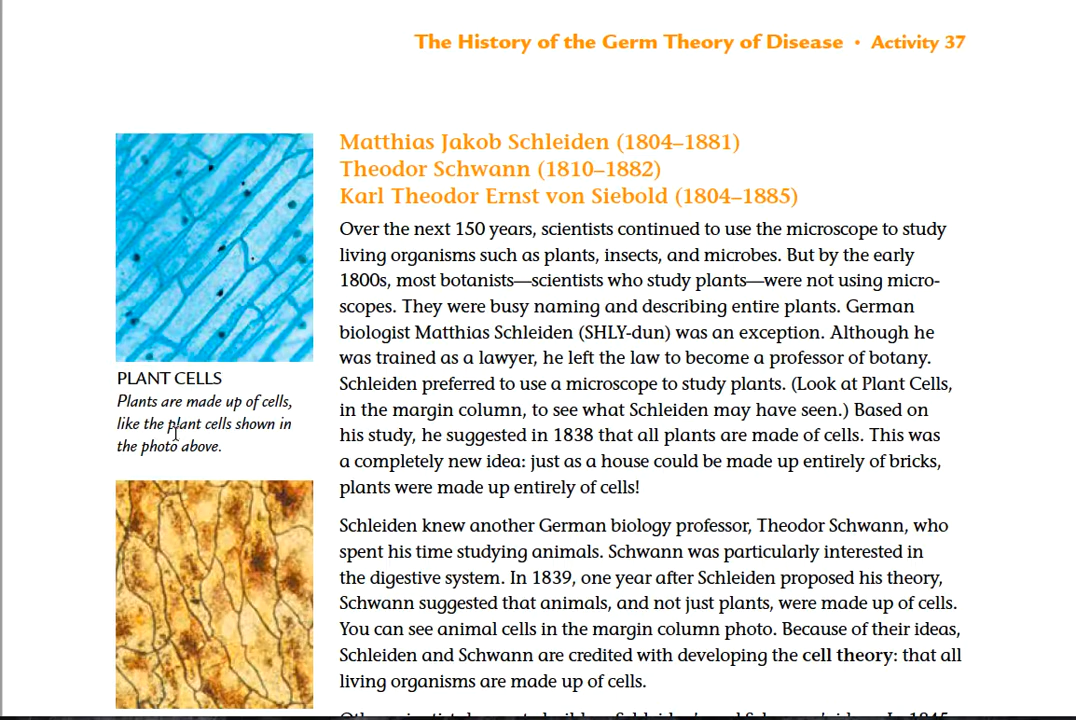 The History of the Germ Theory of Disease • Activity 37
Matthias Jakob Schleiden (1804–1881)
Theodor Schwann (1810–1882)
Karl Theodor Ernst von Siebold (1804–1885)
Over the next 150 years, scientists continued to use the microscope to study
living organisms such as plants, insects, and microbes. But by the early
1800s, most botanists—scientists who study plants—were not using micro-
scopes. They were busy naming and describing entire plants. German
biologist Matthias Schleiden (SHLY-dun) was an exception. Although he
was trained as a lawyer, he left the law to become a professor of botany.
Schleiden preferred to use a microscope to study plants. (Look at Plant Cells,
in the margin column, to see what Schleiden may have seen.) Based on
his study, he suggested in 1838 that all plants are made of cells. This was
a completely new idea: just as a house could be made up entirely of bricks,
plants were made up entirely of cells!
Schleiden knew another German biology professor, Theodor Schwann, who
spent his time studying animals. Schwann was particularly interested in
the digestive system. In 1839, one year after Schleiden proposed his theory,
Schwann suggested that animals, and not just plants, were made up of cells.
You can see animal cells in the margin column photo. Because of their ideas,
Schleiden and Schwann are credited with developing the cell theory: that all
living organisms are made up of cells.
PLANT CELLS
Plants are made up of cells,
like the plant cells shown in
the photo above.